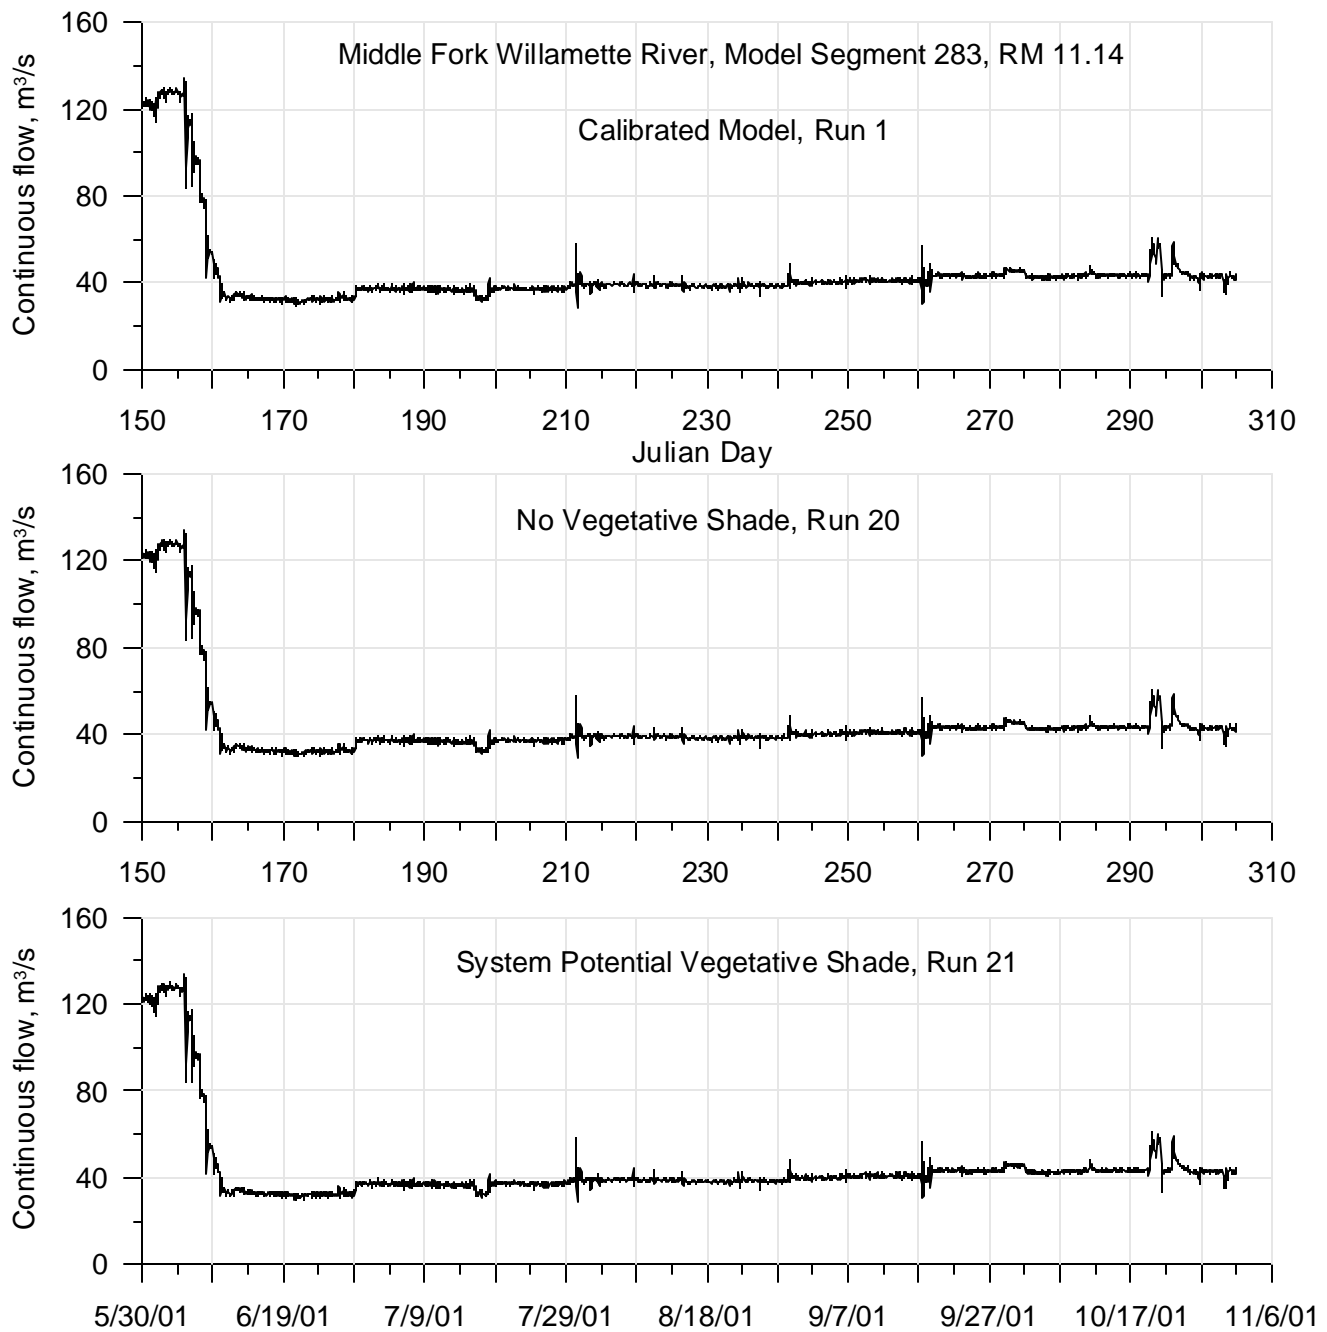 160
120
80
40
0
Continuous flow, m³/s
Middle Fork Willamette River, Model Segment 283, RM 11.14
Calibrated Model, Run 1
150 170 190 210 230 250 270 290 310
Julian Day
160
120
80
40
0
Continuous flow, m³/s
No Vegetative Shade, Run 20
150 170 190 210 230 250 270 290 310
160
120
80
40
0
Continuous flow, m³/s
System Potential Vegetative Shade, Run 21
5/30/01 6/19/01 7/9/01 7/29/01 8/18/01 9/7/01 9/27/01 10/17/01 11/6/01